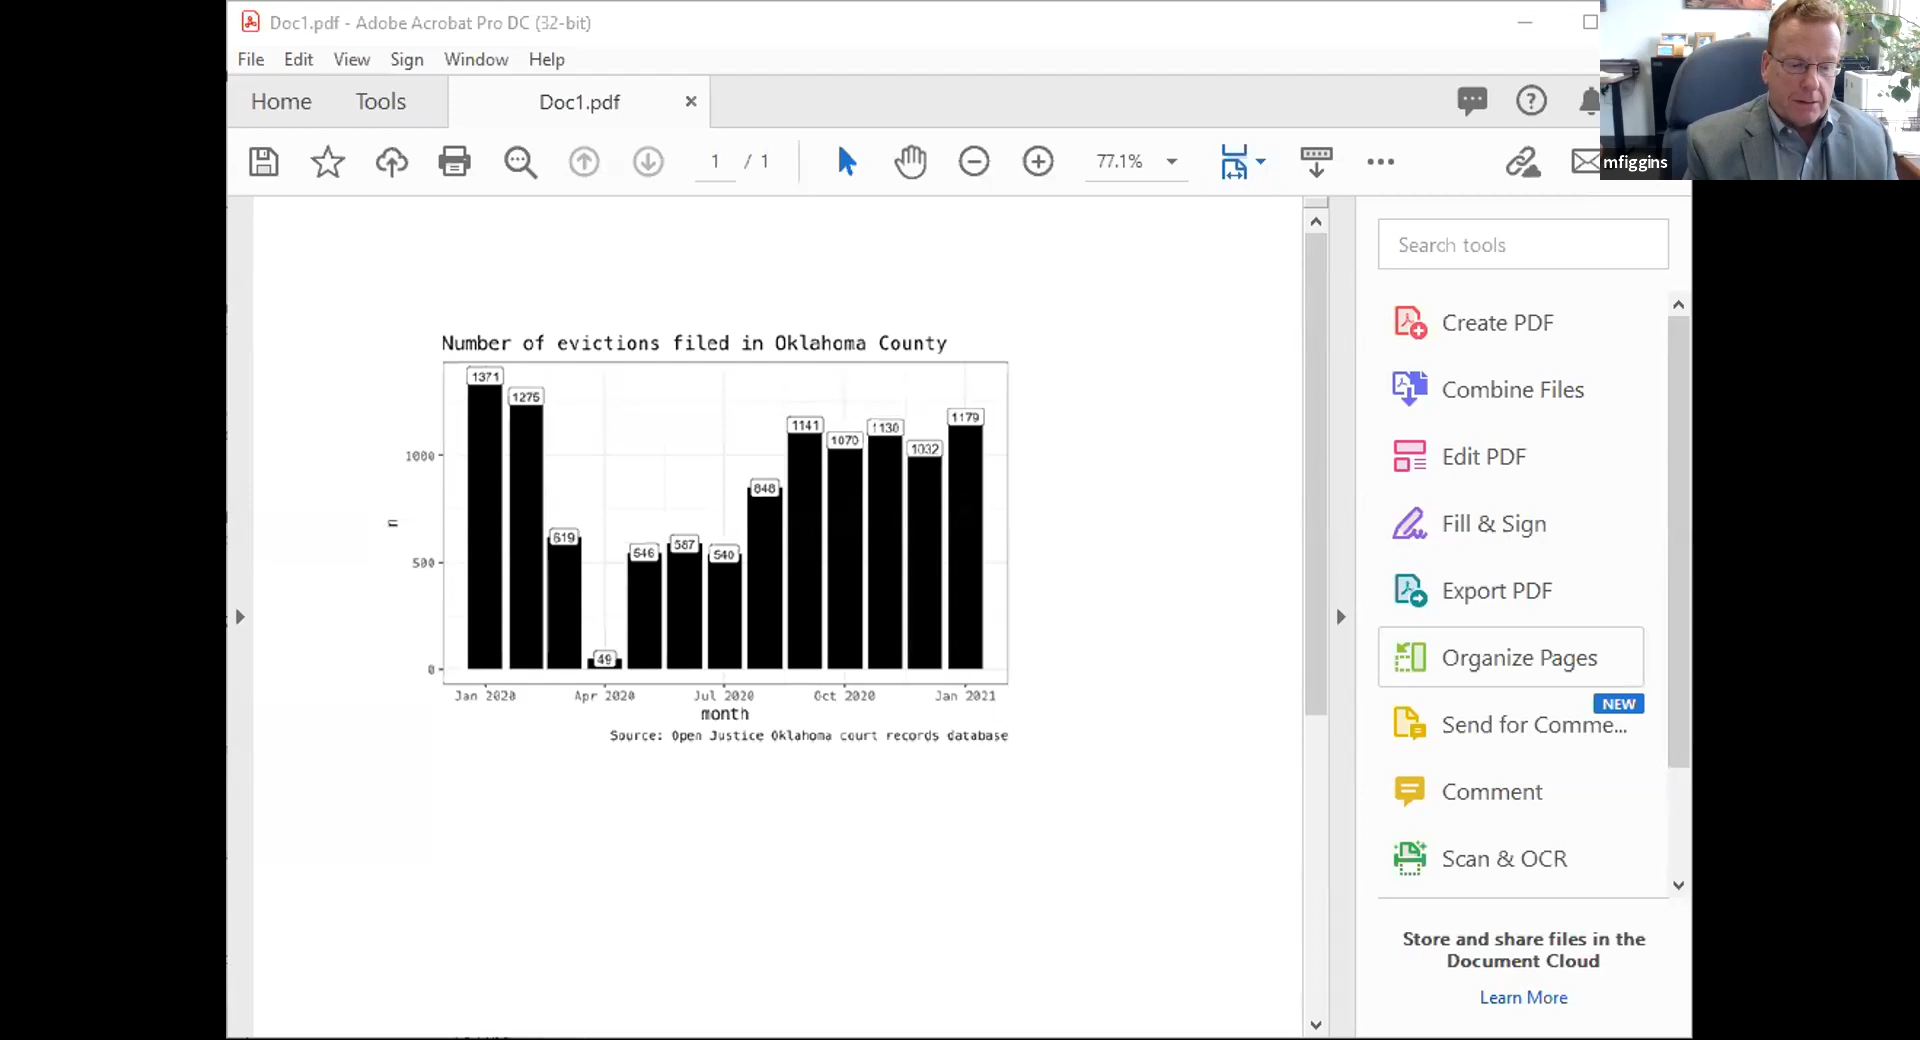 Doc1.pdf - Adobe Acrobat Pro DC (32-bit)
File Edit View Sign Window Help
Home Tools Doc1.pdf
1 / 1 77.1%
mfiggins
Search tools
Create PDF
Combine Files
Edit PDF
Fill & Sign
Export PDF
Organize Pages
NEW
Send for Comme...
Comment
Scan & OCR
Store and share files in the
Document Cloud
Learn More
Number of evictions filed in Oklahoma County
1371
1275
619
49
546
587
540
848
1141
1070
1130
1032
1179
1000
500
0
n
Jan 2020 Apr 2020 Jul 2020 Oct 2020 Jan 2021
month
Source: Open Justice Oklahoma court records database